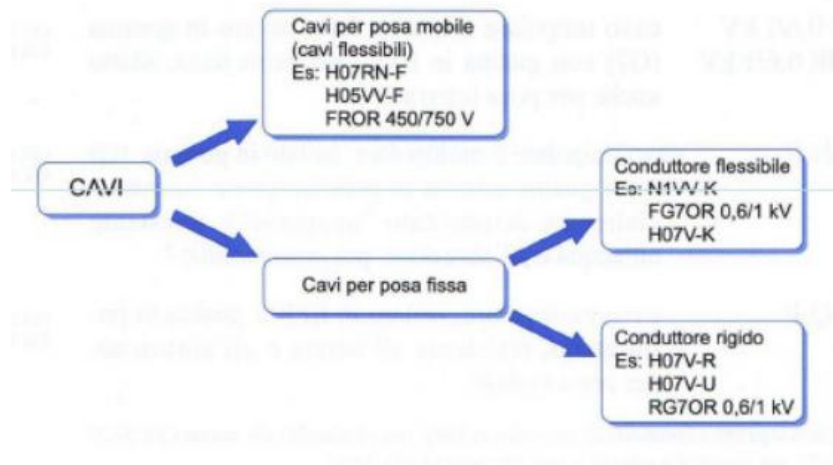 CAVI
Cavi per posa mobile
(cavi flessibili)
Es: H07RN-F
H05VV-F
FROR 450/750 V
Cavi per posa fissa
Conduttore flessibile
Es: N1VV-K
FG7OR 0,6/1 kV
H07V-K
Conduttore rigido
Es: H07V-R
H07V-U
RG7OR 0,6/1 kV